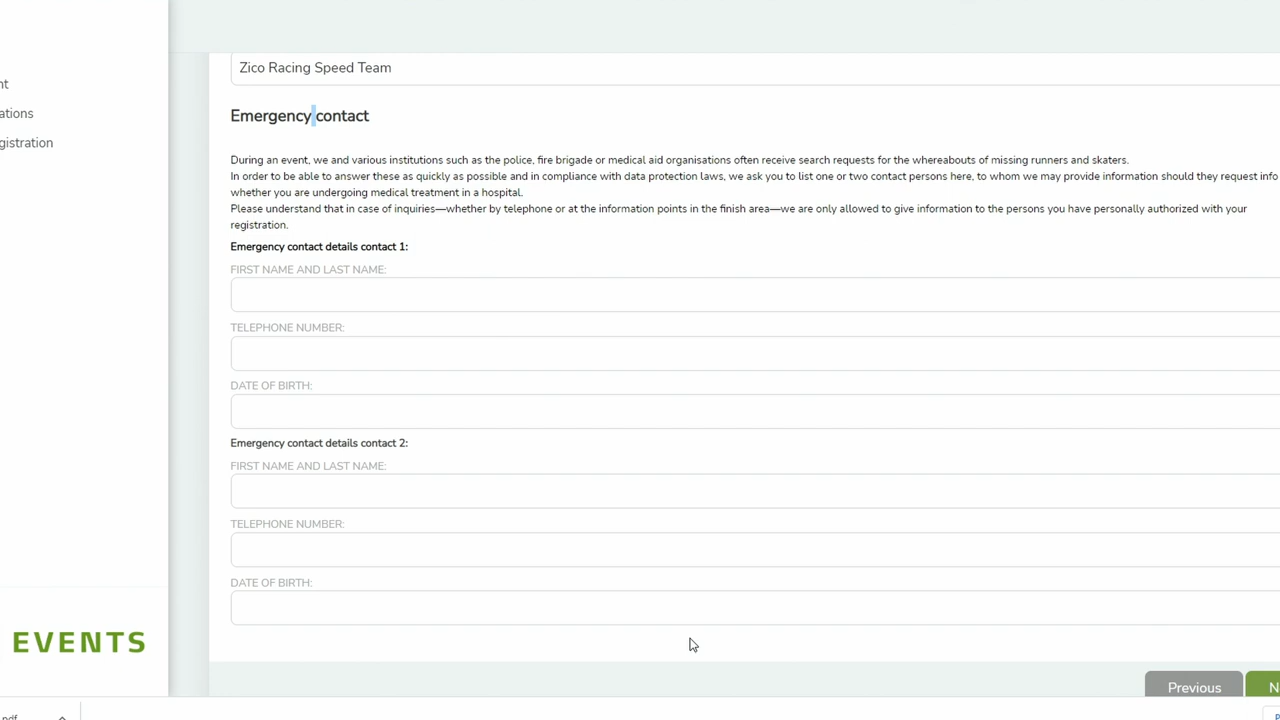 Zico Racing Speed Team
Emergency contact
During an event, we and various institutions such as the police, fire brigade or medical aid organisations often receive search requests for the whereabouts of missing runners and skaters.
In order to be able to answer these as quickly as possible and in compliance with data protection laws, we ask you to list one or two contact persons here, to whom we may provide information should they request info
whether you are undergoing medical treatment in a hospital.
Please understand that in case of inquiries—whether by telephone or at the information points in the finish area—we are only allowed to give information to the persons you have personally authorized with your
registration.
Emergency contact details contact 1:
FIRST NAME AND LAST NAME:
TELEPHONE NUMBER:
DATE OF BIRTH:
Emergency contact details contact 2:
FIRST NAME AND LAST NAME:
TELEPHONE NUMBER:
DATE OF BIRTH:
Previous
N
nt
ations
gistration
EVENTS
.pdf